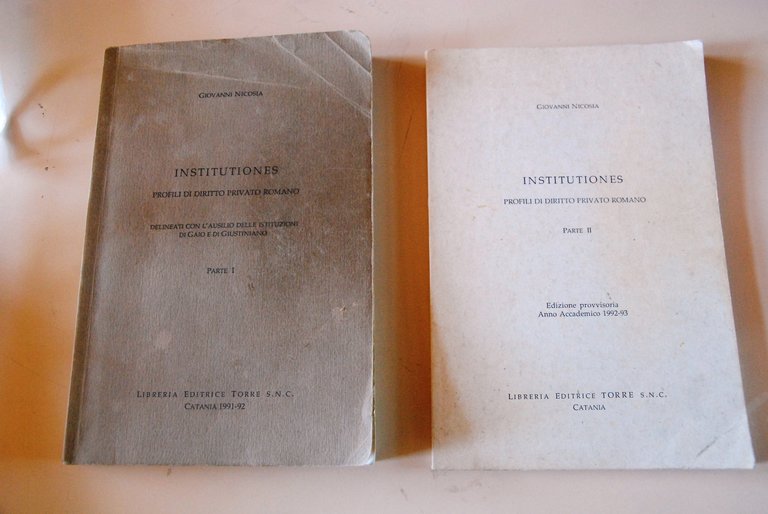 GIOVANNI NICOSIA
INSTITUTIONES
PROFILI DI DIRITTO PRIVATO ROMANO
DELINEATI CON L'AUSILIO DELLE ISTITUZIONI
DI GAIO E DI GIUSTINIANO
PARTE I
LIBRERIA EDITRICE TORRE S.N.C.
CATANIA 1991-92
GIOVANNI NICOSIA
INSTITUTIONES
PROFILI DI DIRITTO PRIVATO ROMANO
PARTE II
Edizione provvisoria
Anno Accademico 1992-93
LIBRERIA EDITRICE TORRE S.N.C.
CATANIA